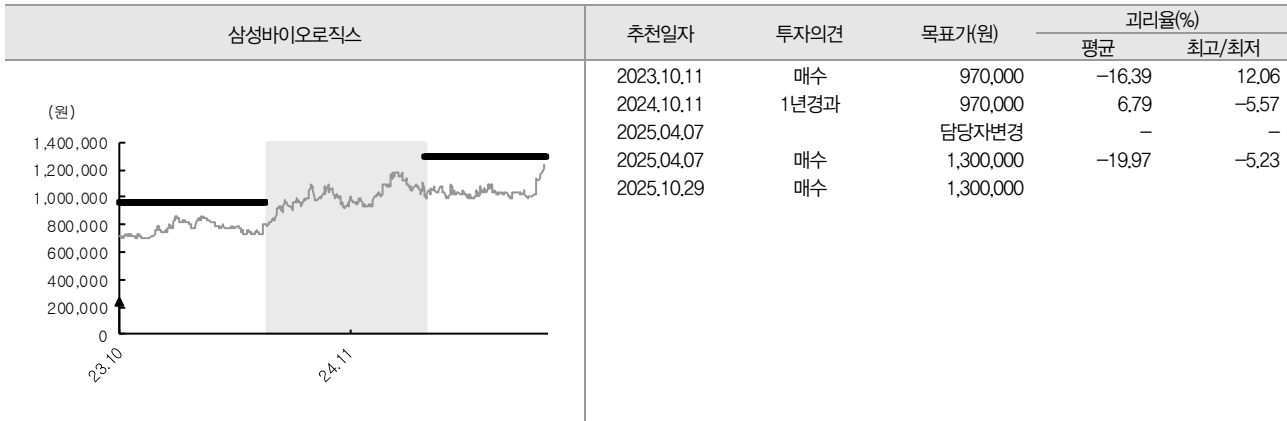 삼성바이오로직스
추천일자 투자의견 목표가(원) 괴리율(%)
평균 최고/최저
2023.10.11 매수 970,000 −16.39 12.06
2024.10.11 1년경과 970,000 6.79 −5.57
2025.04.07 담당자변경 − −
2025.04.07 매수 1,300,000 −19.97 −5.23
2025.10.29 매수 1,300,000
(원)
1,400,000
1,200,000
1,000,000
800,000
600,000
400,000
200,000
0
23.10
24.11